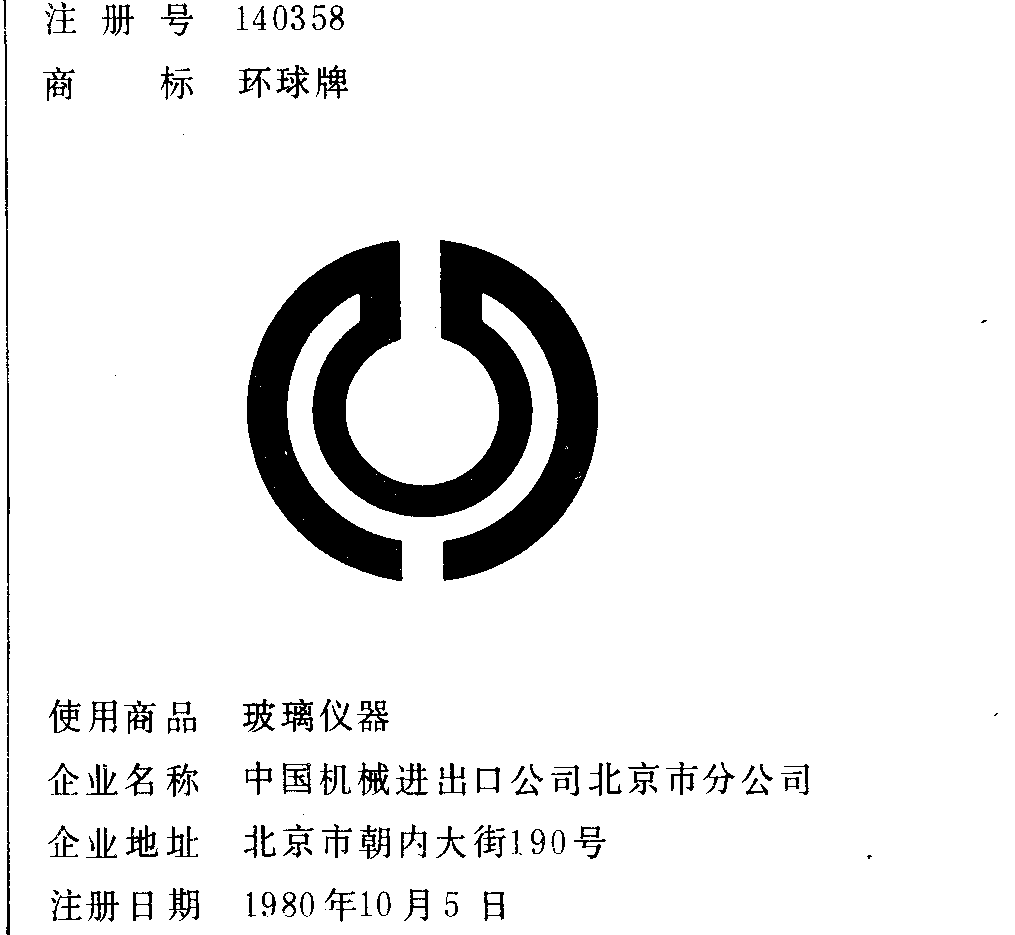 注册号 140358
商标 环球牌
使用商品 玻璃仪器
企业名称 中国机械进出口公司北京市分公司
企业地址 北京市朝内大街190号
注册日期 1980年10月5日